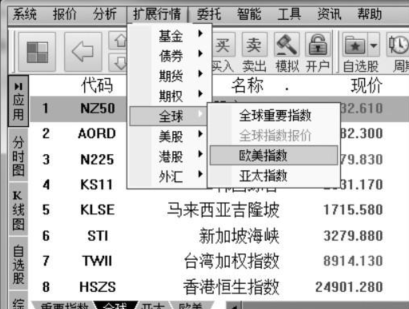 系统 报价 分析 扩展行情 委托 智能 工具 资讯 帮助
基金
债券
期货
期权
全球
美股
港股
外汇
全球重要指数
全球指数报价
欧美指数
亚太指数
买入 卖出 模拟 开户 自选股 周期
代码 名称 . 现价
1 NZ50 32.610
2 AORD 82.300
3 N225 79.830
4 KS11 31.170
5 KLSE 马来西亚吉隆坡 1715.580
6 STI 新加坡海峡 3279.880
7 TWII 台湾加权指数 8914.130
8 HSZS 香港恒生指数 24901.280
应用
分时图
K线图
自选股
综
重要指数 全球 亚太 欧美